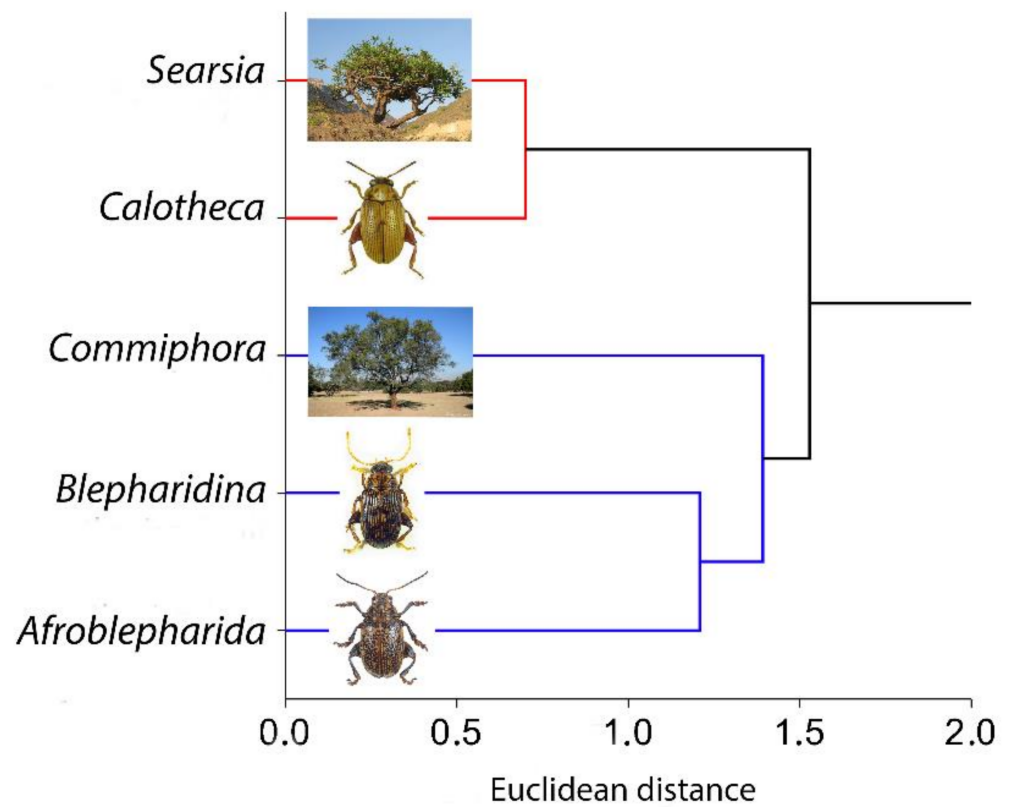 Searsia
Calotheca
Commiphora
Blepharidina
Afroblepharida
0.0 0.5 1.0 1.5 2.0
Euclidean distance